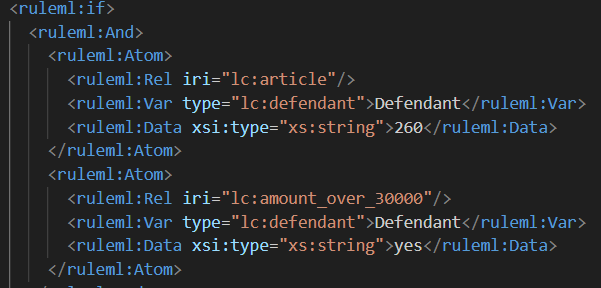 <ruleml:if>
<ruleml:And>
<ruleml:Atom>
<ruleml:Rel iri="lc:article"/>
<ruleml:Var type="lc:defendant">Defendant</ruleml:Var>
<ruleml:Data xsi:type="xs:string">260</ruleml:Data>
</ruleml:Atom>
<ruleml:Atom>
<ruleml:Rel iri="lc:amount_over_30000"/>
<ruleml:Var type="lc:defendant">Defendant</ruleml:Var>
<ruleml:Data xsi:type="xs:string">yes</ruleml:Data>
</ruleml:Atom>